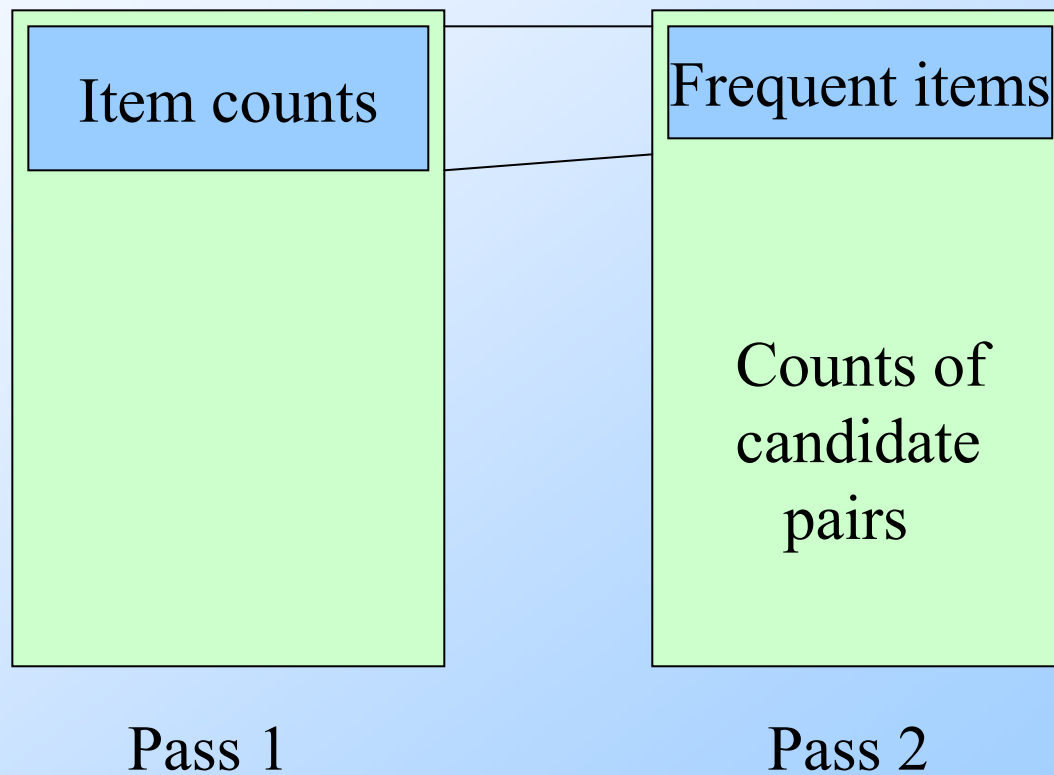 Item counts
Frequent items
Counts of
candidate
pairs
Pass 1
Pass 2